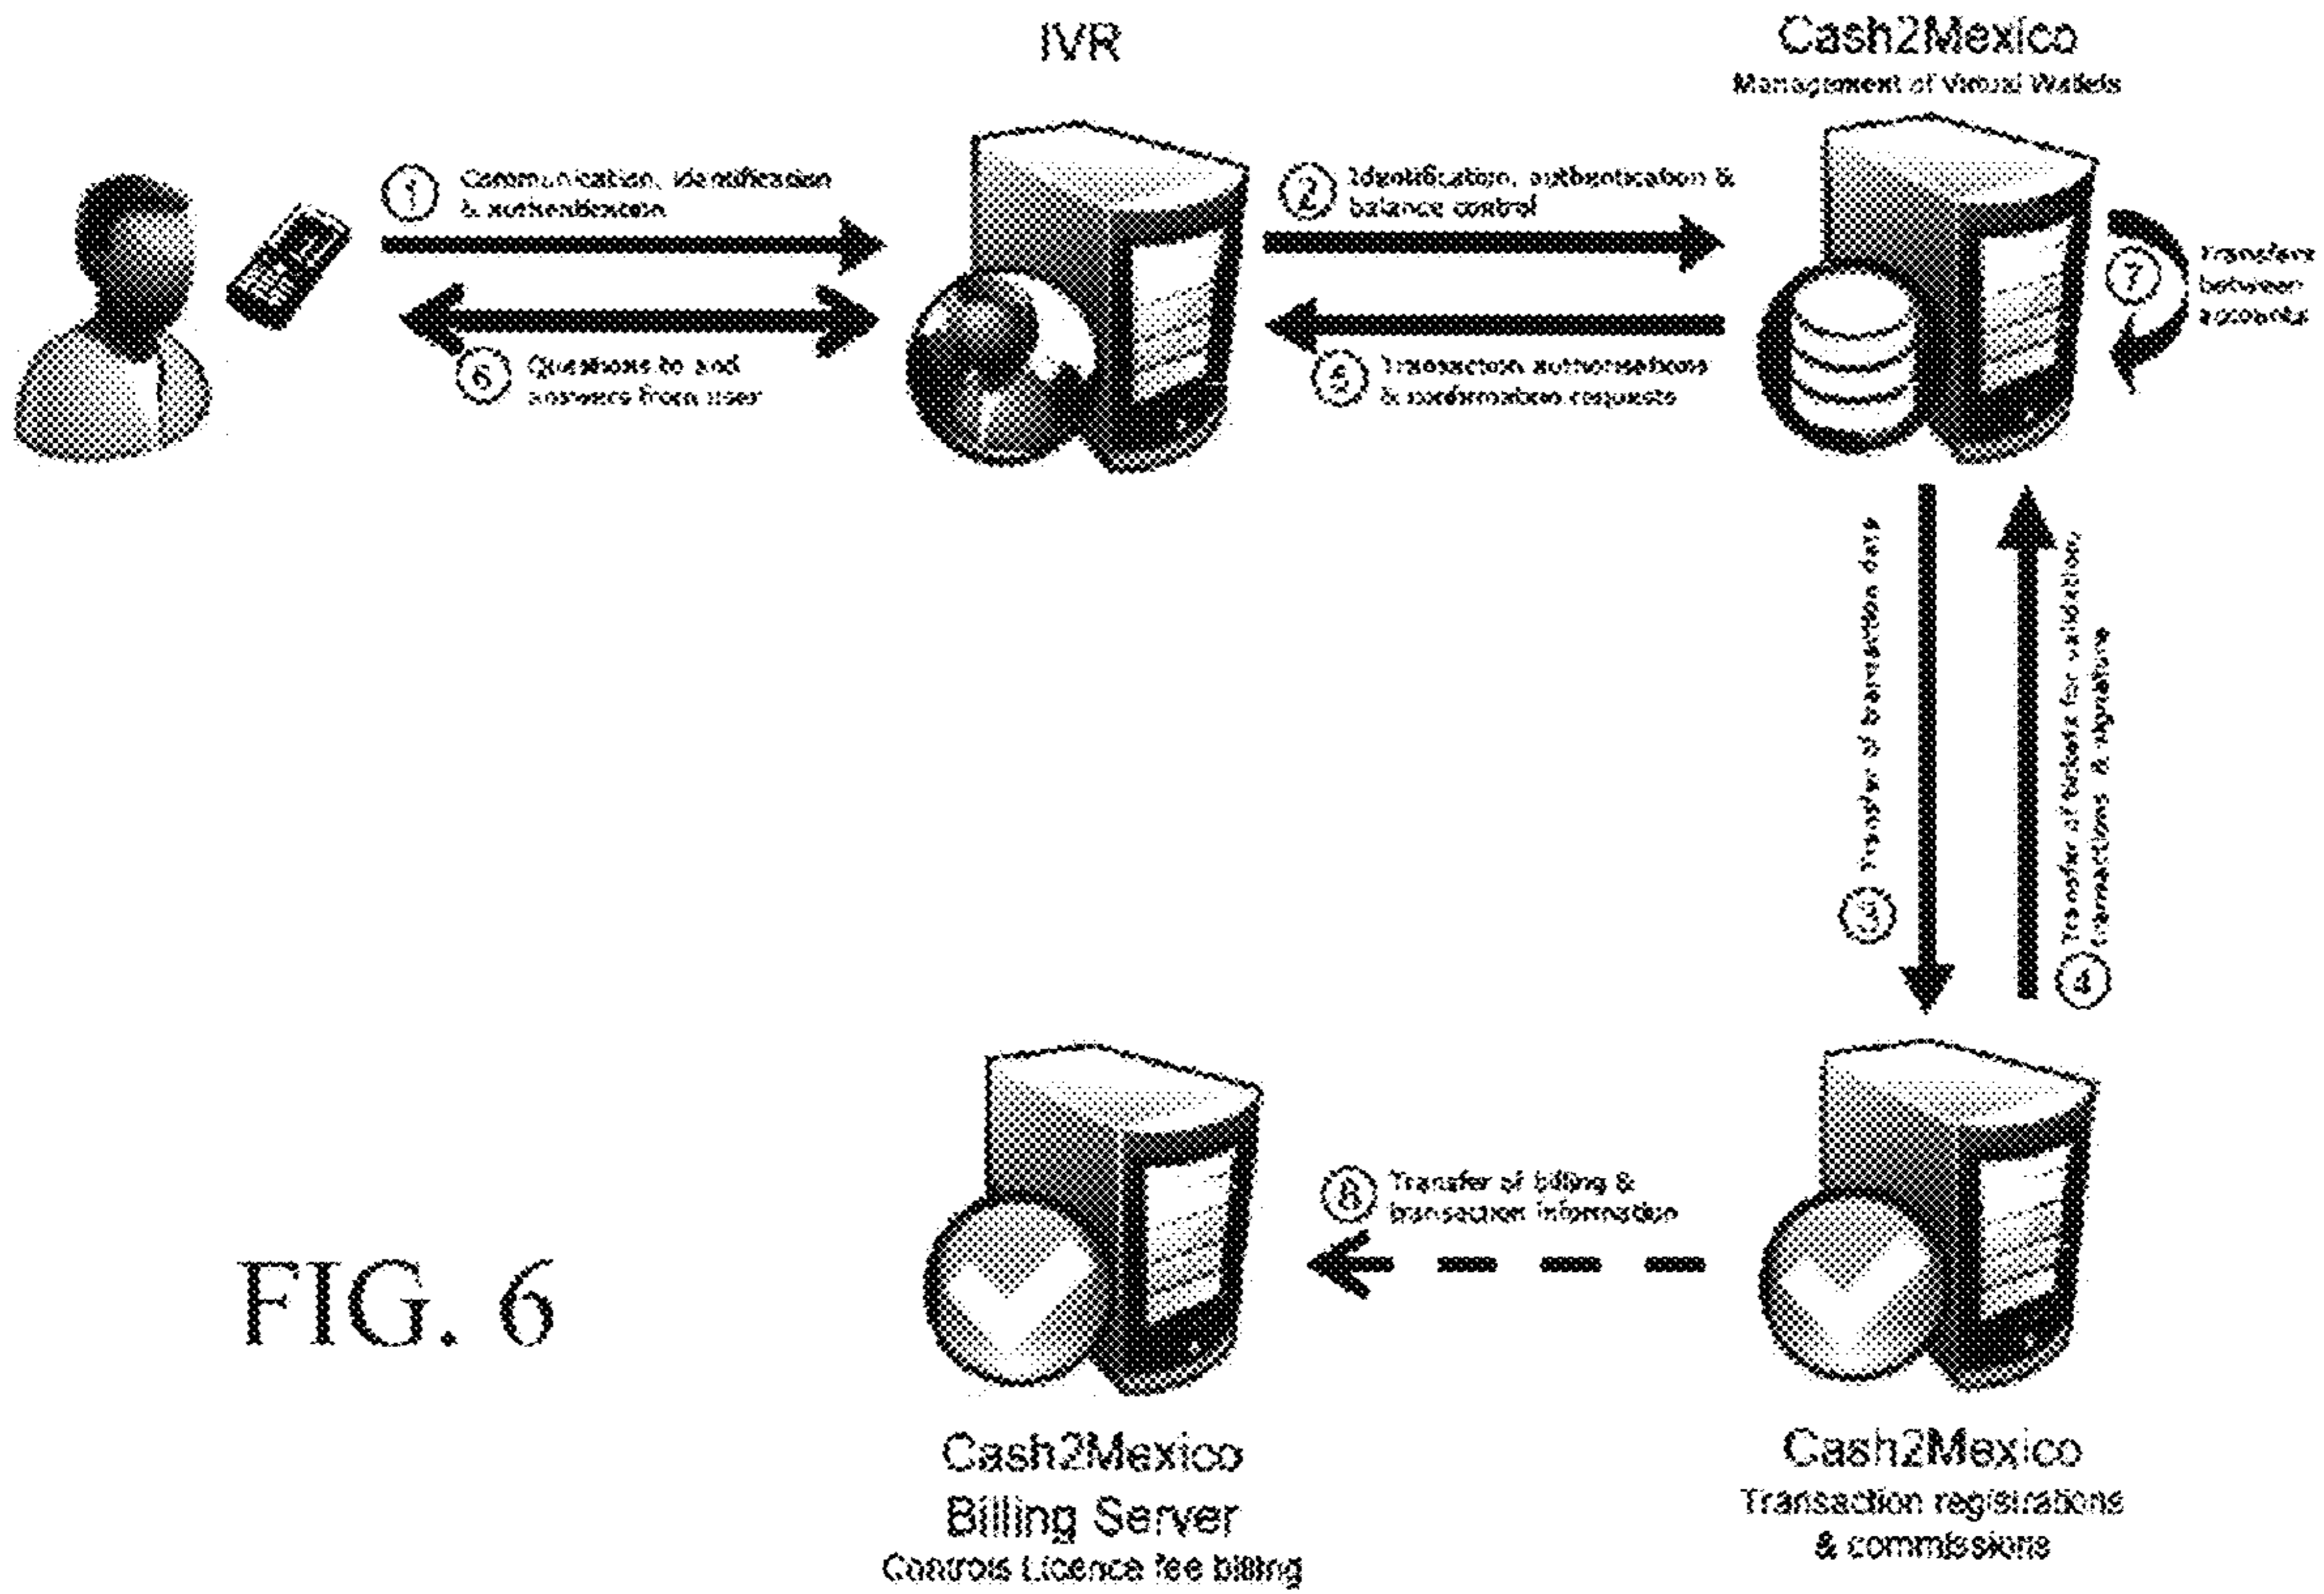 IVR
Cash2Mexico
Management of Virtual Wallets
1 Communication, identification
& authentication
2 Identification, authentication &
balance control
7 Transfers
between
accounts
6 Questions to and
answers from user
5 Transaction authorisations
& confirmation requests
3 Transfer of transaction data
4 Transfer of tickets for validation,
transactions & signature
8 Transfer of billing &
transaction information
FIG. 6
Cash2Mexico
Billing Server
Controls Licence fee billing
Cash2Mexico
Transaction registrations
& commissions